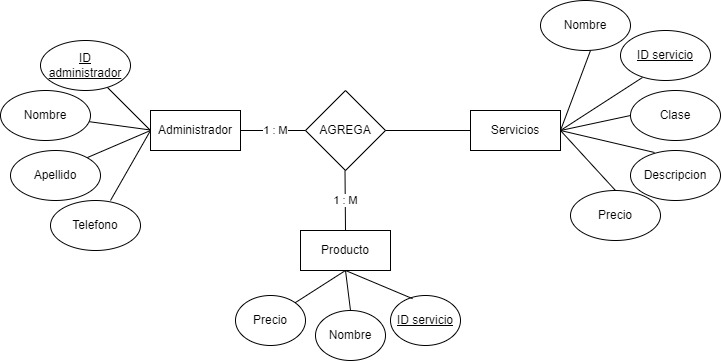 Nombre
ID
administrador
ID servicio
Nombre
Clase
Administrador
1 : M
AGREGA
Servicios
Apellido
Descripcion
1 : M
Telefono
Precio
Producto
Precio
Nombre
ID servicio